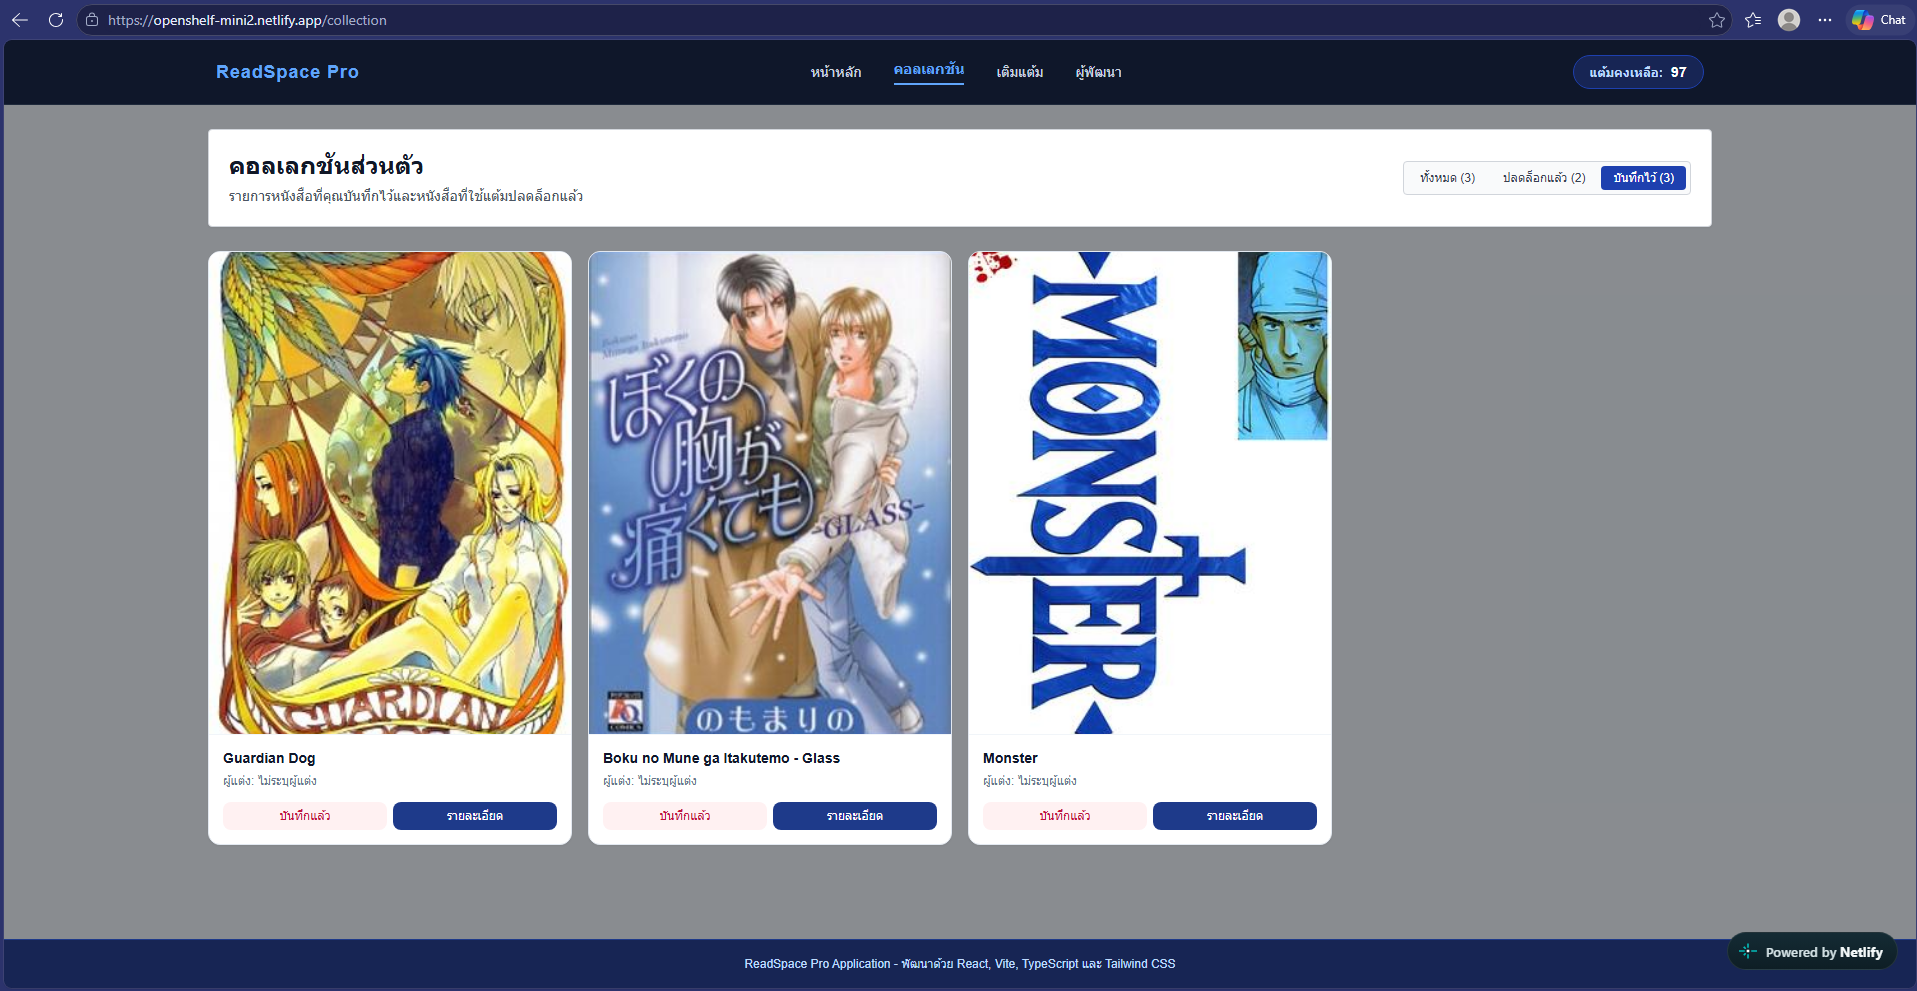 https://openshelf-mini2.netlify.app/collection
Chat
ReadSpace Pro
หน้าหลัก
คอลเลกชัน
เติมแต้ม
ผู้พัฒนา
แต้มคงเหลือ: 97
คอลเลกชันส่วนตัว
รายการหนังสือที่คุณบันทึกไว้และหนังสือที่ใช้แต้มปลดล็อกแล้ว
ทั้งหมด (3)
ปลดล็อกแล้ว (2)
บันทึกไว้ (3)
GUARDIAN
Bokuno
Munega Itakutemo
ぼくの
胸が
痛くても
-GLASS-
のもまりの
MONSTER
Guardian Dog
ผู้แต่ง: ไม่ระบุผู้แต่ง
บันทึกแล้ว
รายละเอียด
Boku no Mune ga Itakutemo - Glass
ผู้แต่ง: ไม่ระบุผู้แต่ง
บันทึกแล้ว
รายละเอียด
Monster
ผู้แต่ง: ไม่ระบุผู้แต่ง
บันทึกแล้ว
รายละเอียด
ReadSpace Pro Application - พัฒนาด้วย React, Vite, TypeScript และ Tailwind CSS
Powered by Netlify